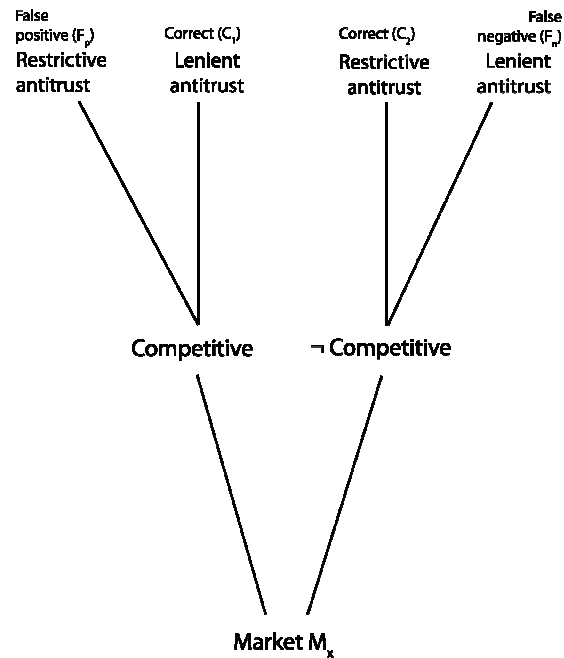 False
positive (Fp)
Restrictive
antitrust
Correct (C1)
Lenient
antitrust
Correct (C2)
Restrictive
antitrust
False
negative (Fn)
Lenient
antitrust
Competitive
¬ Competitive
Market Mx